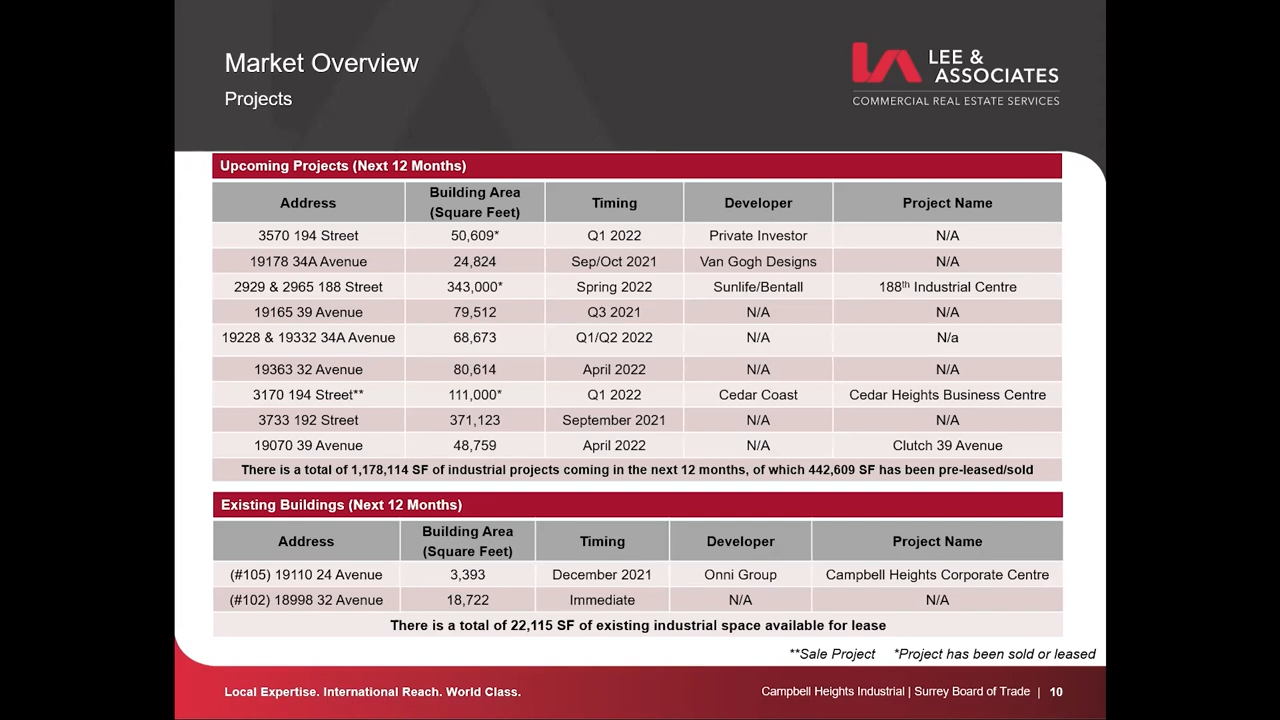 Market Overview
Projects
LEE &
ASSOCIATES
COMMERCIAL REAL ESTATE SERVICES
Upcoming Projects (Next 12 Months)
Address Building Area (Square Feet) Timing Developer Project Name
3570 194 Street 50,609* Q1 2022 Private Investor N/A
19178 34A Avenue 24,824 Sep/Oct 2021 Van Gogh Designs N/A
2929 & 2965 188 Street 343,000* Spring 2022 Sunlife/Bentall 188th Industrial Centre
19165 39 Avenue 79,512 Q3 2021 N/A N/A
19228 & 19332 34A Avenue 68,673 Q1/Q2 2022 N/A N/a
19363 32 Avenue 80,614 April 2022 N/A N/A
3170 194 Street** 111,000* Q1 2022 Cedar Coast Cedar Heights Business Centre
3733 192 Street 371,123 September 2021 N/A N/A
19070 39 Avenue 48,759 April 2022 N/A Clutch 39 Avenue
There is a total of 1,178,114 SF of industrial projects coming in the next 12 months, of which 442,609 SF has been pre-leased/sold
Existing Buildings (Next 12 Months)
Address Building Area (Square Feet) Timing Developer Project Name
(#105) 19110 24 Avenue 3,393 December 2021 Onni Group Campbell Heights Corporate Centre
(#102) 18998 32 Avenue 18,722 Immediate N/A N/A
There is a total of 22,115 SF of existing industrial space available for lease
**Sale Project *Project has been sold or leased
Local Expertise. International Reach. World Class.
Campbell Heights Industrial | Surrey Board of Trade | 10